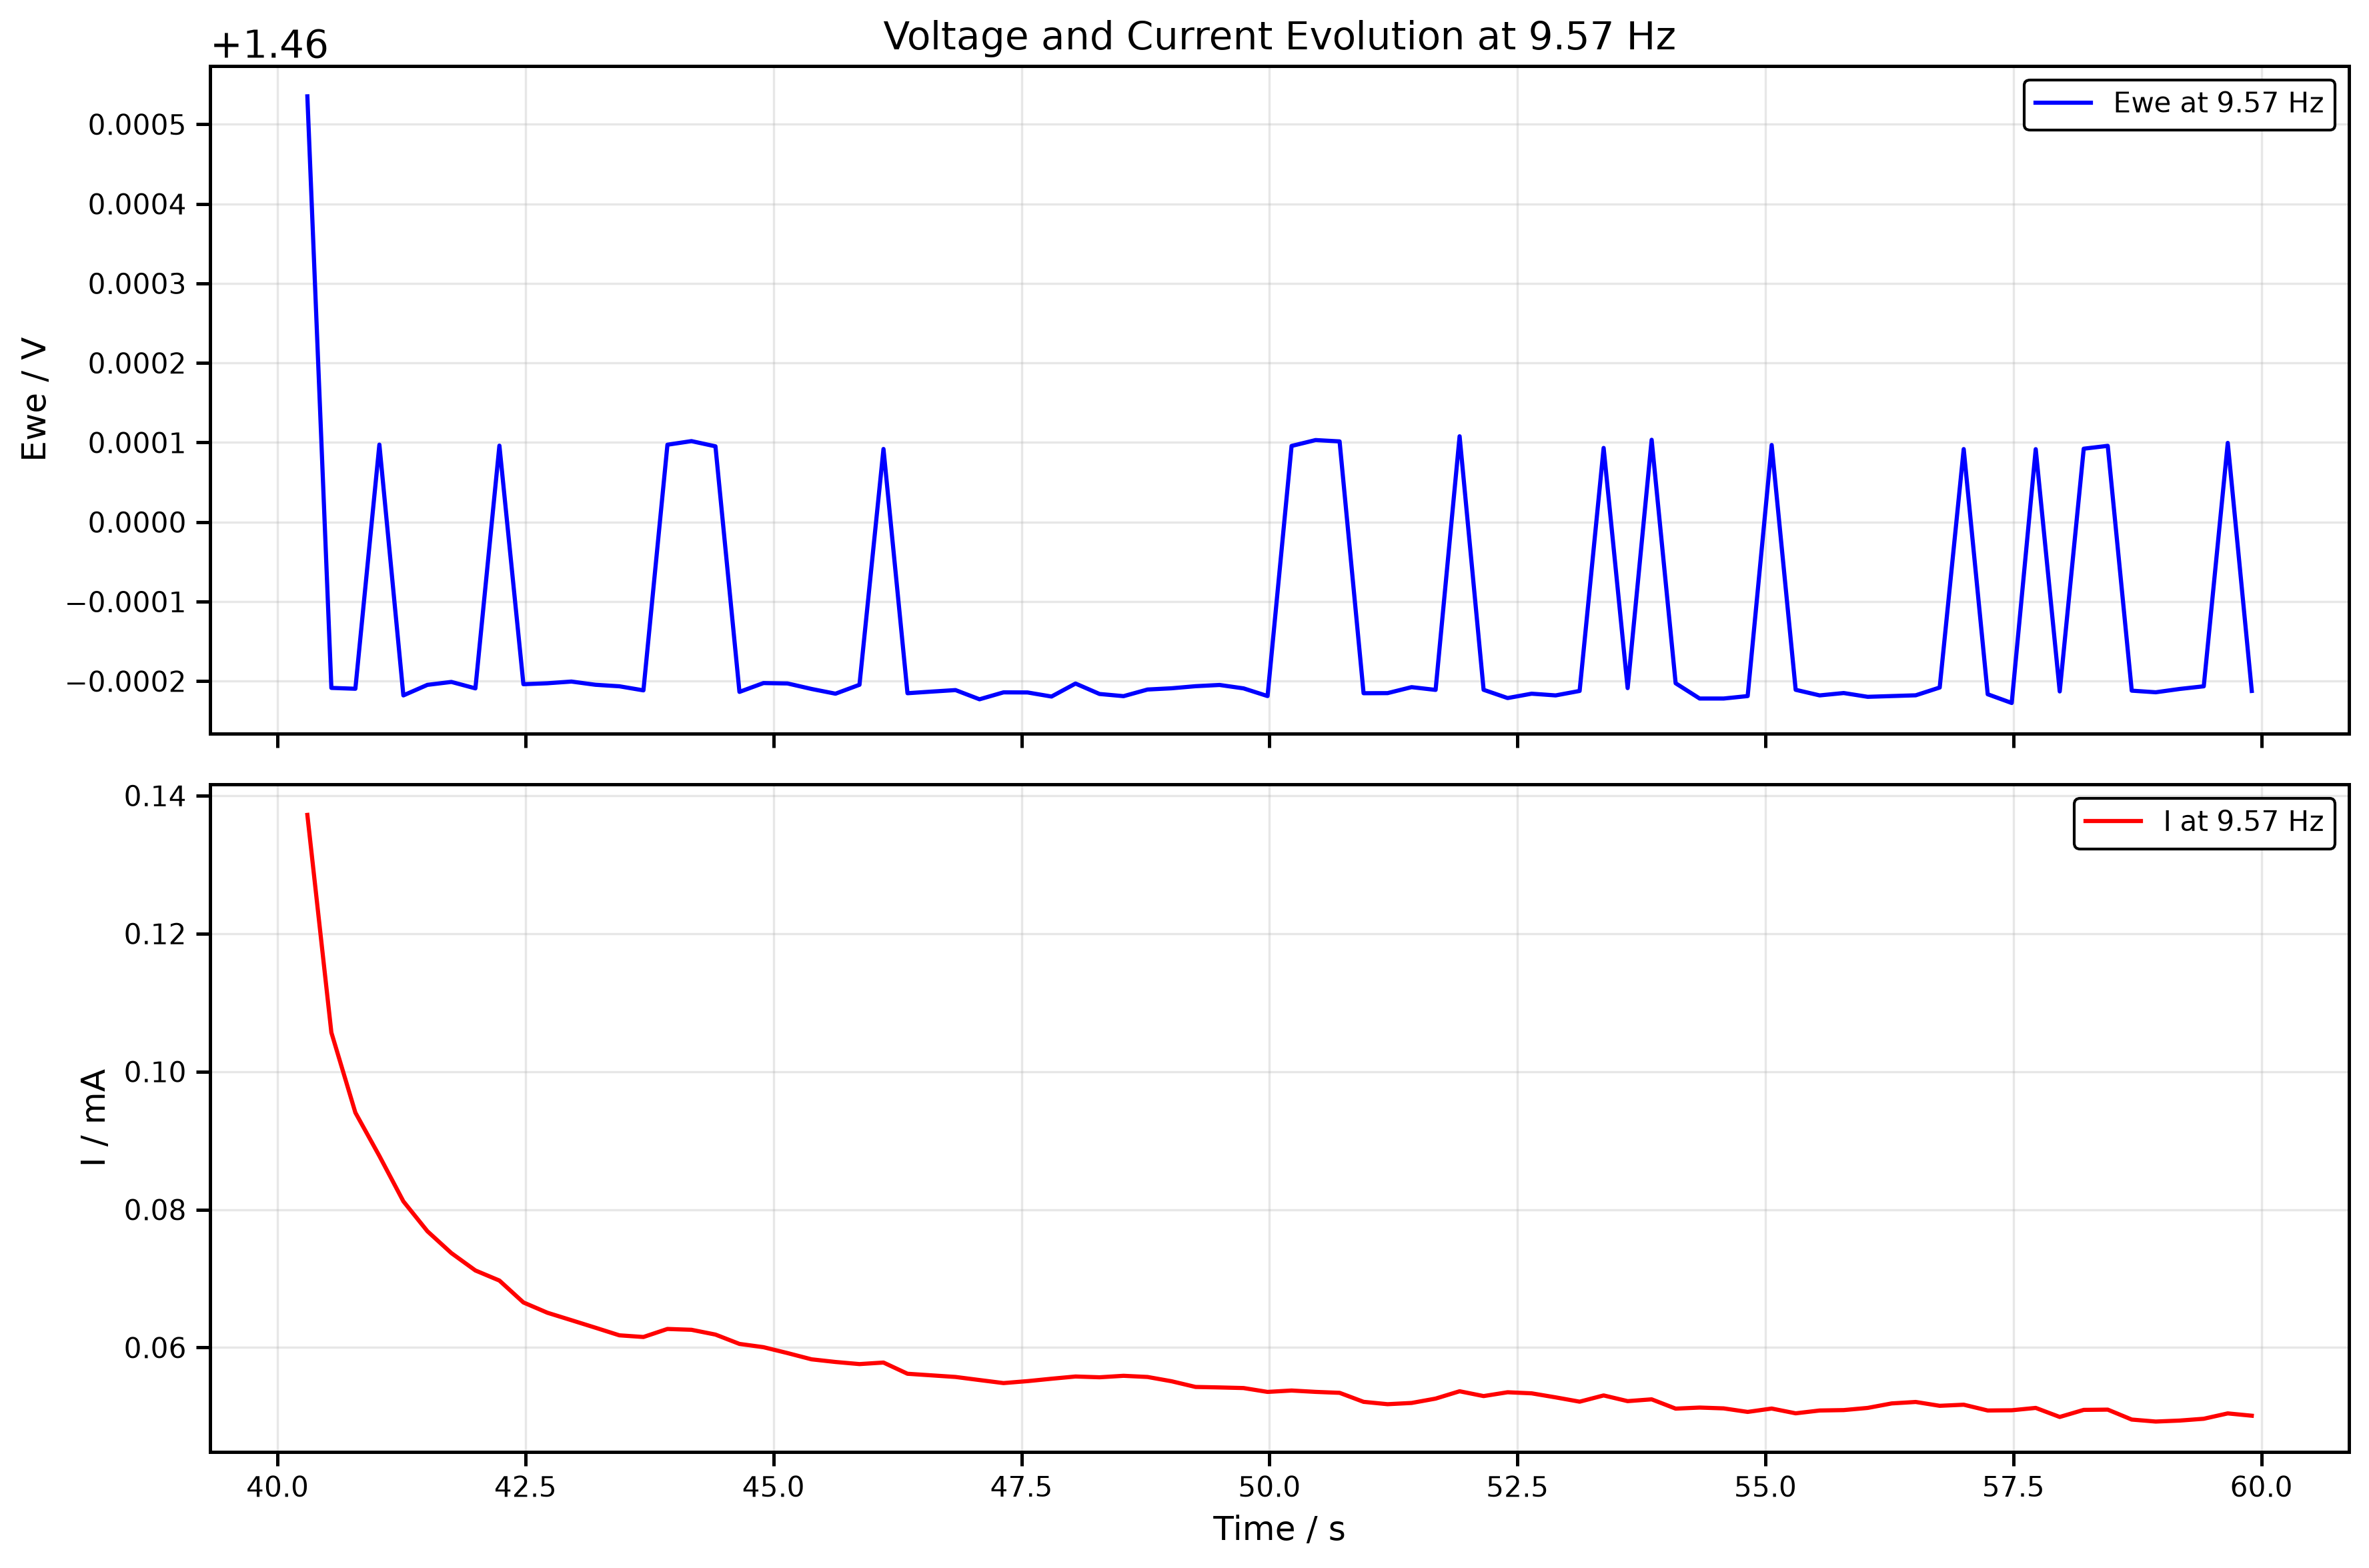 Voltage and Current Evolution at 9.57 Hz
+1.46
Ewe at 9.57 Hz
0.0005
0.0004
0.0003
0.0002
0.0001
0.0000
−0.0001
−0.0002
Ewe / V
I at 9.57 Hz
0.14
0.12
0.10
0.08
0.06
I / mA
40.0 42.5 45.0 47.5 50.0 52.5 55.0 57.5 60.0
Time / s